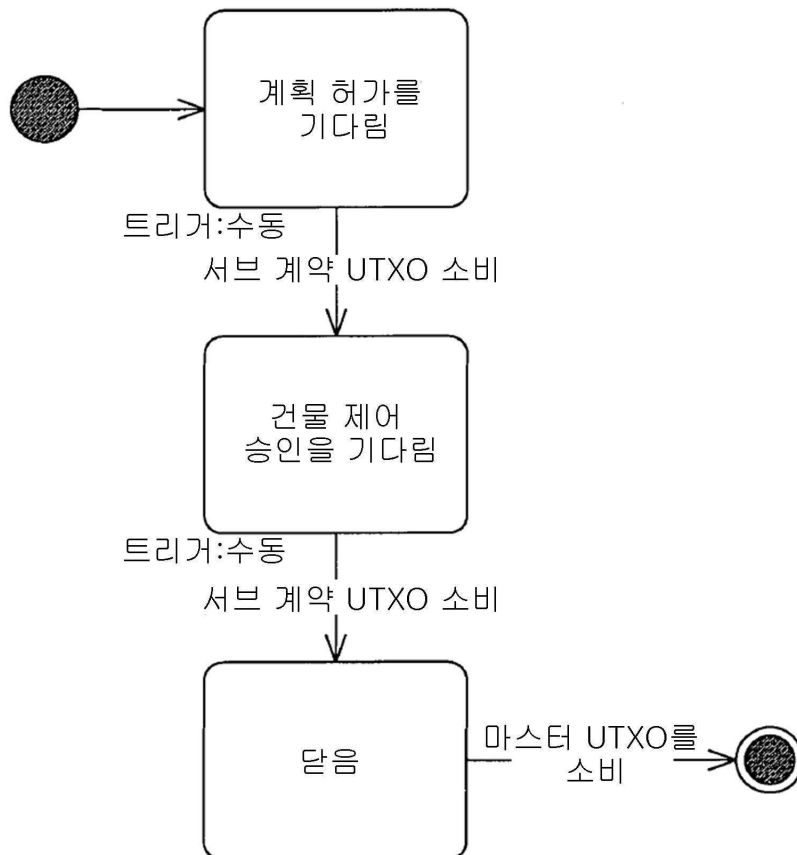 계획 허가를
기다림
트리거:수동
서브 계약 UTXO 소비
건물 제어
승인을 기다림
트리거:수동
서브 계약 UTXO 소비
닫음
마스터 UTXO를
소비